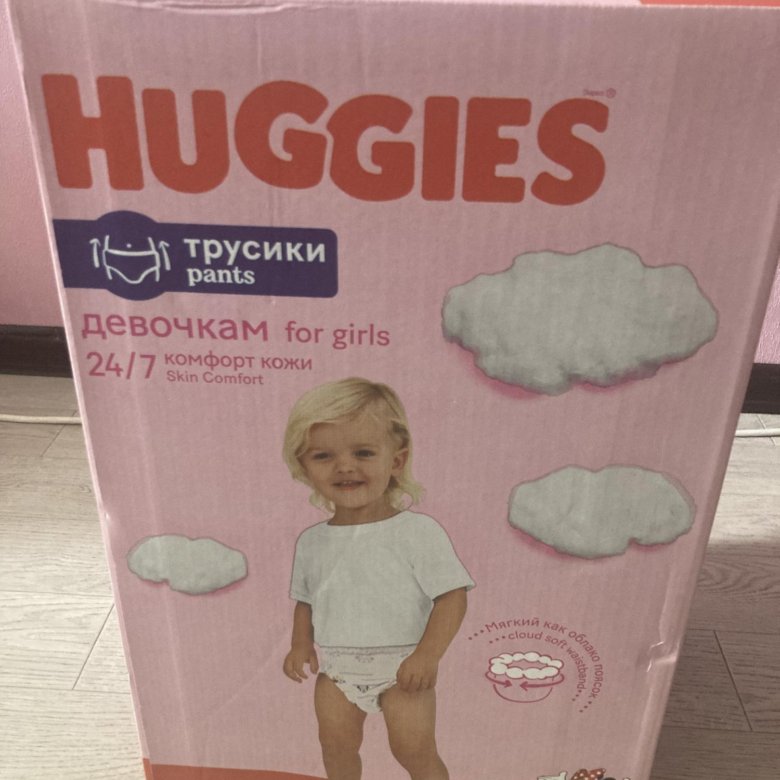 HUGGIES
трусики
pants
девочкам for girls
24/7 комфорт кожи
Skin Comfort
Мягкий как облако поясок
cloud soft waistband